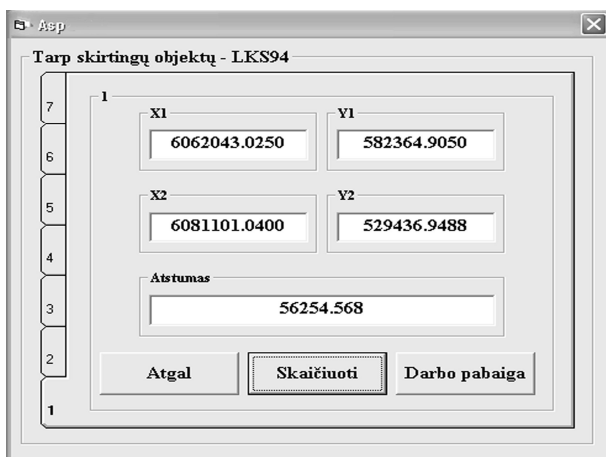 Asp
Tarp skirtingų objektų - LKS94
7
6
5
4
3
2
1
1
X1
Y1
6062043.0250
582364.9050
X2
Y2
6081101.0400
529436.9488
Atstumas
56254.568
Atgal
Skaičiuoti
Darbo pabaiga